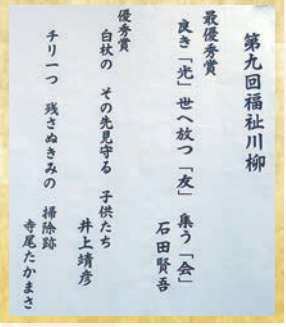 第九回福祉川柳
最優秀賞
良き「光」世へ放つ「友」 集う「会」
石田賢吾
優秀賞
白杖の その先見守る 子供たち
井上靖彦
チリ一つ 残さぬきみの 掃除跡
寺尾たかまさ